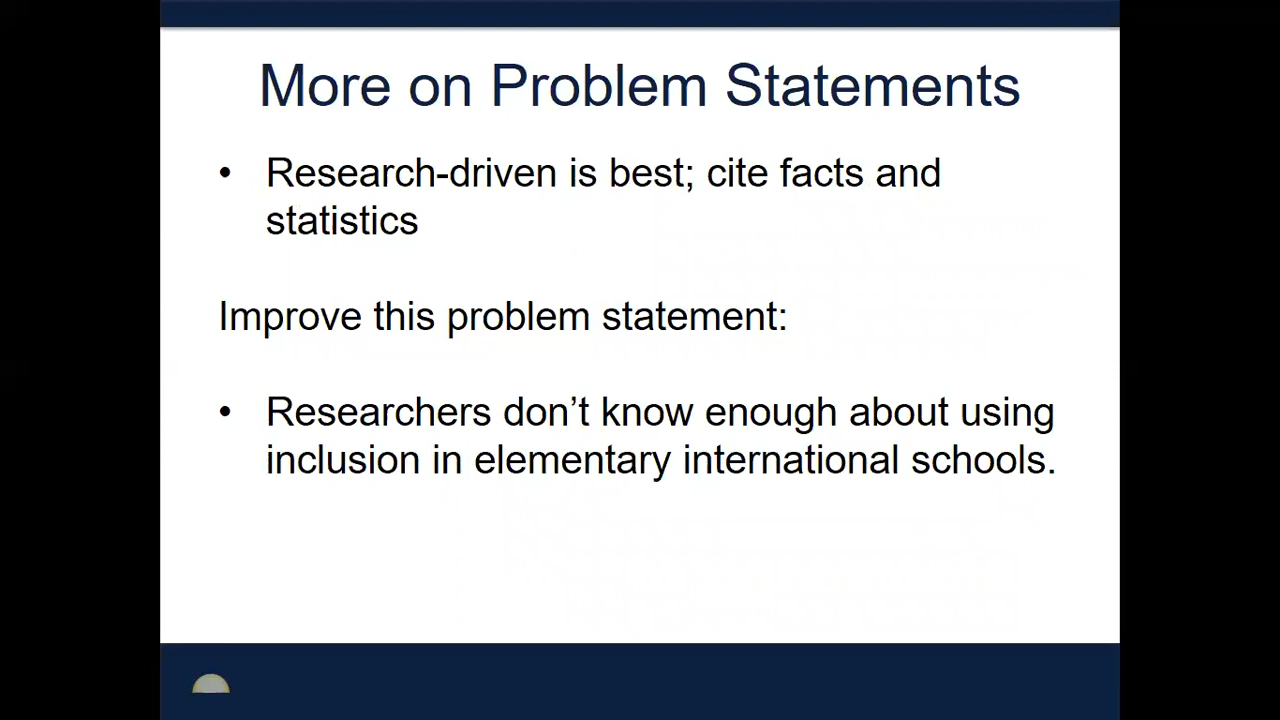 More on Problem Statements
• Research-driven is best; cite facts and
statistics
Improve this problem statement:
• Researchers don’t know enough about using
inclusion in elementary international schools.